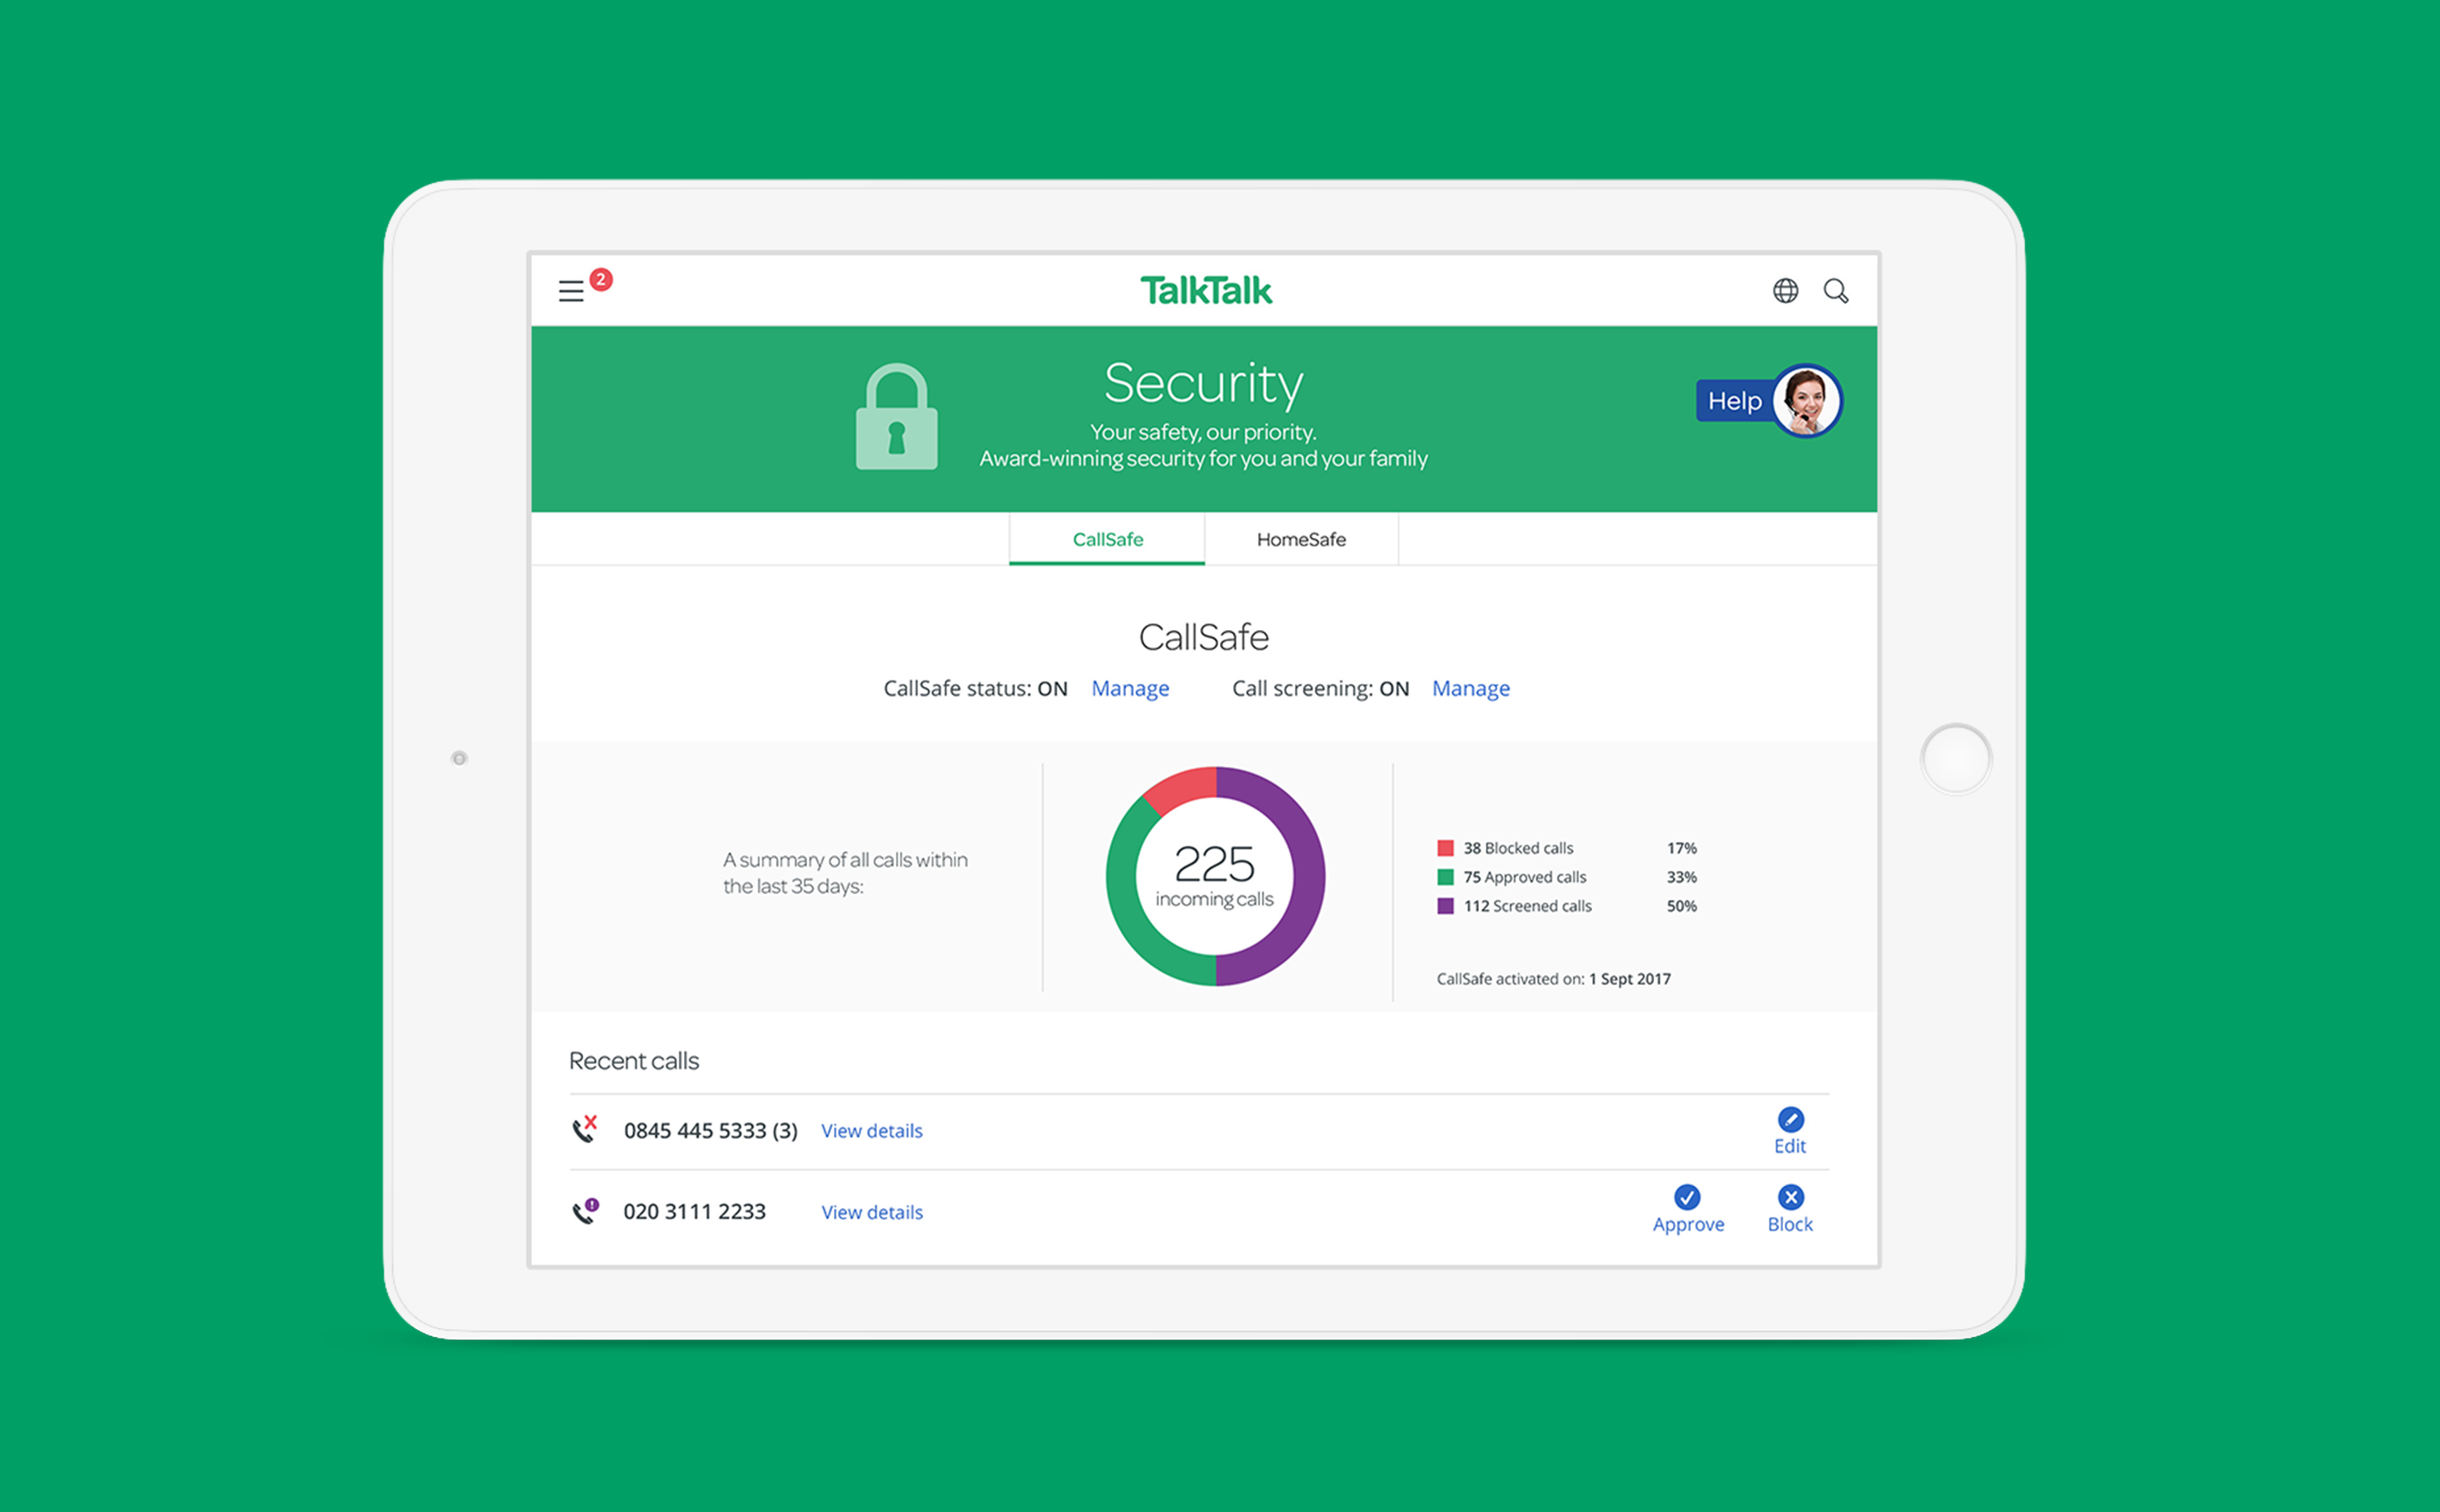 2
TalkTalk
Security
Your safety, our priority.
Award-winning security for you and your family
Help
CallSafe
HomeSafe
CallSafe
CallSafe status: ON Manage Call screening: ON Manage
A summary of all calls within
the last 35 days:
225
incoming calls
38 Blocked calls 17%
75 Approved calls 33%
112 Screened calls 50%
CallSafe activated on: 1 Sept 2017
Recent calls
0845 445 5333 (3) View details
Edit
020 3111 2233 View details
Approve
Block